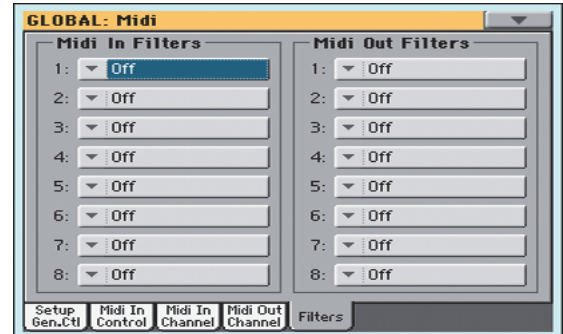 GLOBAL: Midi
Midi In Filters
1: Off
2: Off
3: Off
4: Off
5: Off
6: Off
7: Off
8: Off
Midi Out Filters
1: Off
2: Off
3: Off
4: Off
5: Off
6: Off
7: Off
8: Off
Setup
Gen.Ctl
Midi In
Control
Midi In
Channel
Midi Out
Channel
Filters